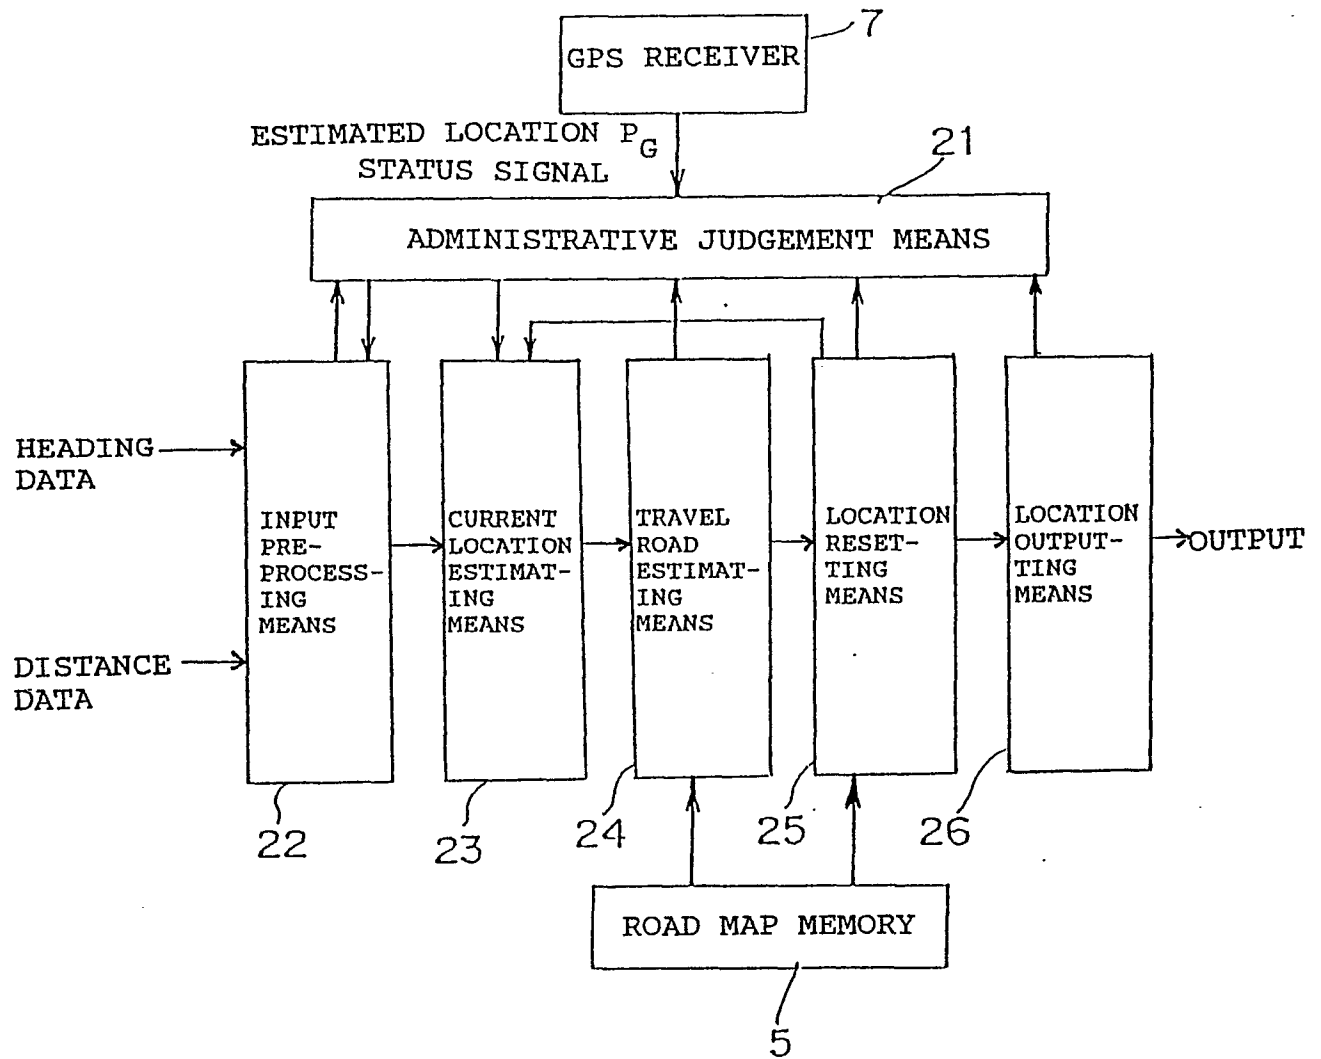 7
GPS RECEIVER
ESTIMATED LOCATION PG
STATUS SIGNAL
21
ADMINISTRATIVE JUDGEMENT MEANS
HEADING
DATA
DISTANCE
DATA
INPUT
PRE-
PROCESS-
ING
MEANS
CURRENT
LOCATION
ESTIMAT-
ING
MEANS
TRAVEL
ROAD
ESTIMAT-
ING
MEANS
LOCATION
RESET-
TING
MEANS
LOCATION
OUTPUT-
TING
MEANS
OUTPUT
22
23
24
25
26
ROAD MAP MEMORY
5